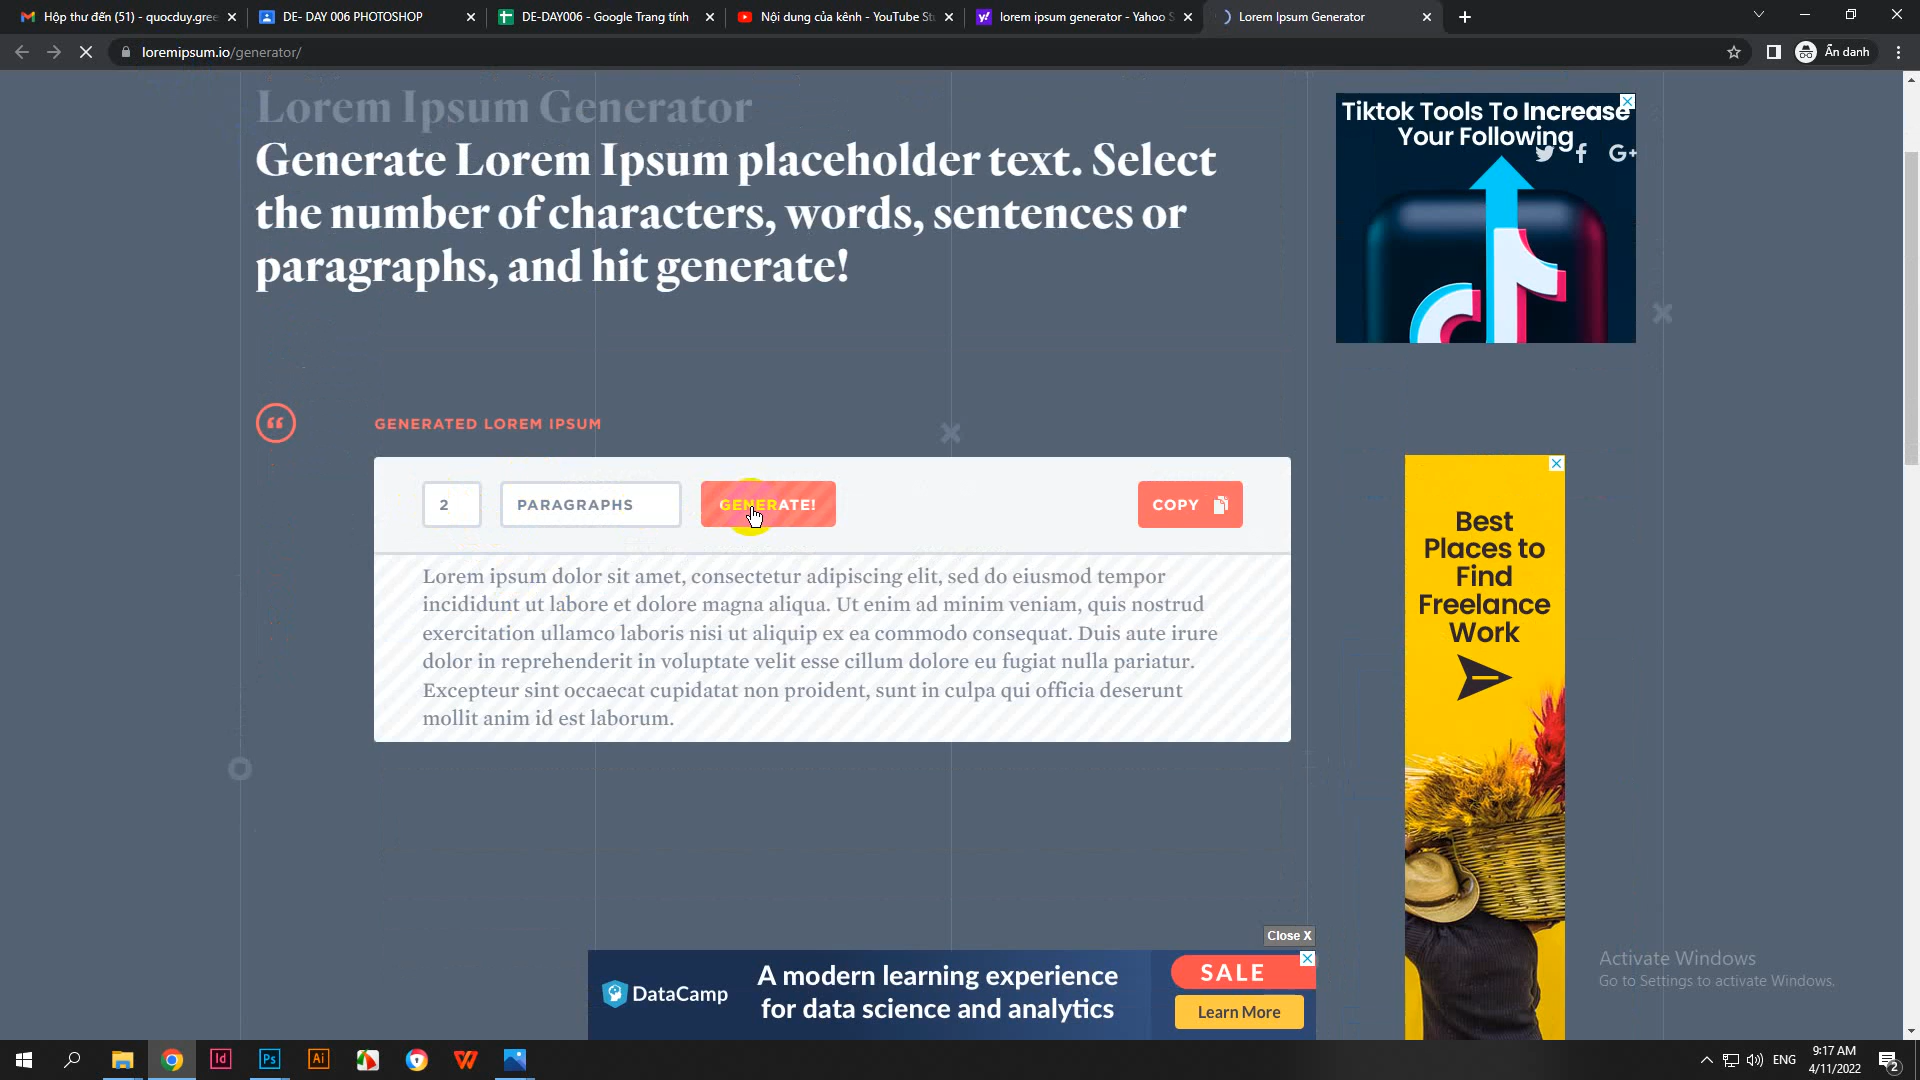 Hộp thư đến (51) - quocduy.gree
DE- DAY 006 PHOTOSHOP
DE-DAY006 - Google Trang tính
Nội dung của kênh - YouTube Stu
lorem ipsum generator - Yahoo S
Lorem Ipsum Generator
loremipsum.io/generator/
Ẩn danh
Lorem Ipsum Generator
Generate Lorem Ipsum placeholder text. Select
the number of characters, words, sentences or
paragraphs, and hit generate!
Tiktok Tools To Increase
Your Following
G+
GENERATED LOREM IPSUM
2
PARAGRAPHS
GENERATE!
COPY
Lorem ipsum dolor sit amet, consectetur adipiscing elit, sed do eiusmod tempor
incididunt ut labore et dolore magna aliqua. Ut enim ad minim veniam, quis nostrud
exercitation ullamco laboris nisi ut aliquip ex ea commodo consequat. Duis aute irure
dolor in reprehenderit in voluptate velit esse cillum dolore eu fugiat nulla pariatur.
Excepteur sint occaecat cupidatat non proident, sunt in culpa qui officia deserunt
mollit anim id est laborum.
Best
Places to
Find
Freelance
Work
Close X
DataCamp
A modern learning experience
for data science and analytics
SALE
Learn More
Activate Windows
Go to Settings to activate Windows.
Id
Ps
Ai
ENG
9:17 AM
4/11/2022
2